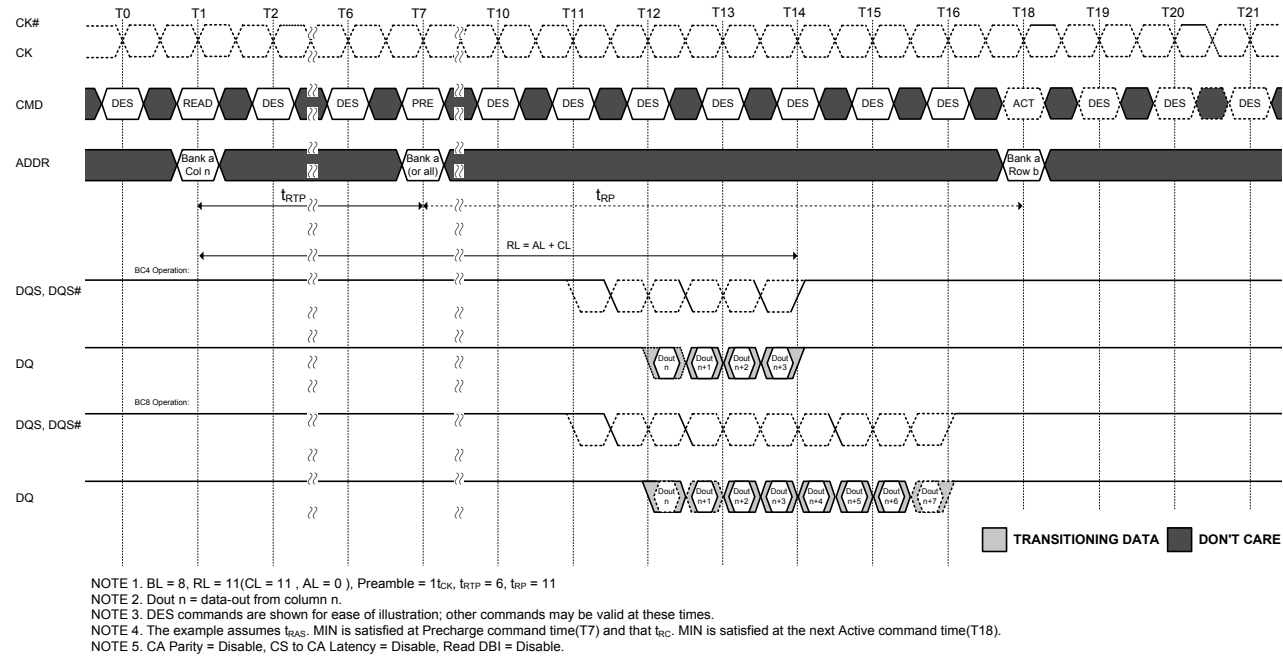 T0 T1 T2 T6 T7 T10 T11 T12 T13 T14 T15 T16 T18 T19 T20 T21
CK#
CK
CMD DES READ DES DES PRE DES DES DES DES DES DES DES ACT DES DES DES
ADDR Bank a Col n Bank a (or all) Bank a Row b
tRTP tRP
RL = AL + CL
BC4 Operation:
DQS, DQS#
DQ Dout n Dout n+1 Dout n+2 Dout n+3
BC8 Operation:
DQS, DQS#
DQ Dout n Dout n+1 Dout n+2 Dout n+3 Dout n+4 Dout n+5 Dout n+6 Dout n+7
TRANSITIONING DATA DON'T CARE
NOTE 1. BL = 8, RL = 11(CL = 11 , AL = 0 ), Preamble = 1tCK, tRTP = 6, tRP = 11
NOTE 2. Dout n = data-out from column n.
NOTE 3. DES commands are shown for ease of illustration; other commands may be valid at these times.
NOTE 4. The example assumes tRAS. MIN is satisfied at Precharge command time(T7) and that tRC. MIN is satisfied at the next Active command time(T18).
NOTE 5. CA Parity = Disable, CS to CA Latency = Disable, Read DBI = Disable.